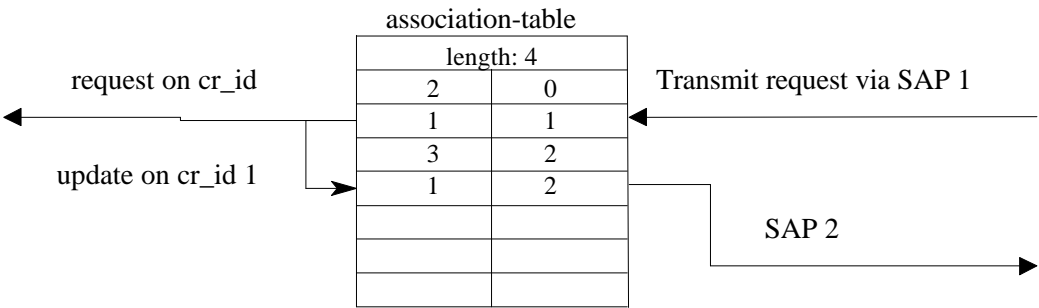 association-table
length: 4
request on cr_id
Transmit request via SAP 1
2 0
1 1
3 2
update on cr_id 1
1 2
SAP 2